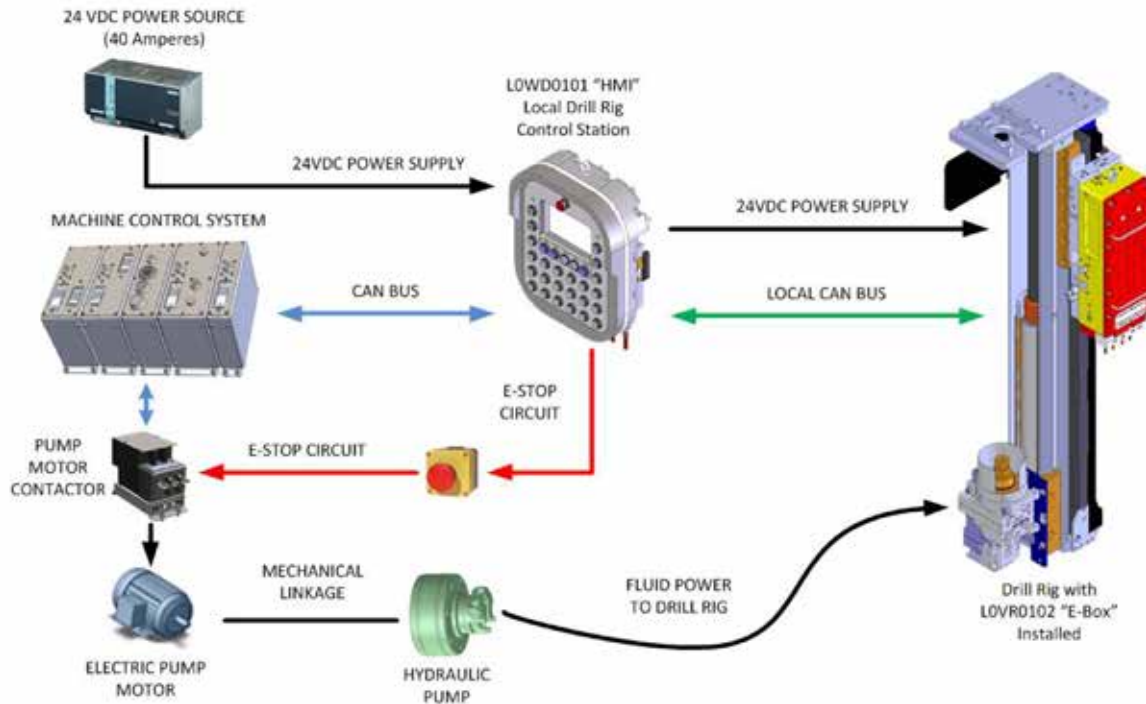 24 VDC POWER SOURCE
(40 Amperes)
L0WD0101 "HMI"
Local Drill Rig
Control Station
24VDC POWER SUPPLY
MACHINE CONTROL SYSTEM
24VDC POWER SUPPLY
CAN BUS
LOCAL CAN BUS
E-STOP
CIRCUIT
PUMP
MOTOR
CONTACTOR
E-STOP CIRCUIT
MECHANICAL
LINKAGE
FLUID POWER
TO DRILL RIG
Drill Rig with
L0VR0102 "E-Box"
Installed
ELECTRIC PUMP
MOTOR
HYDRAULIC
PUMP